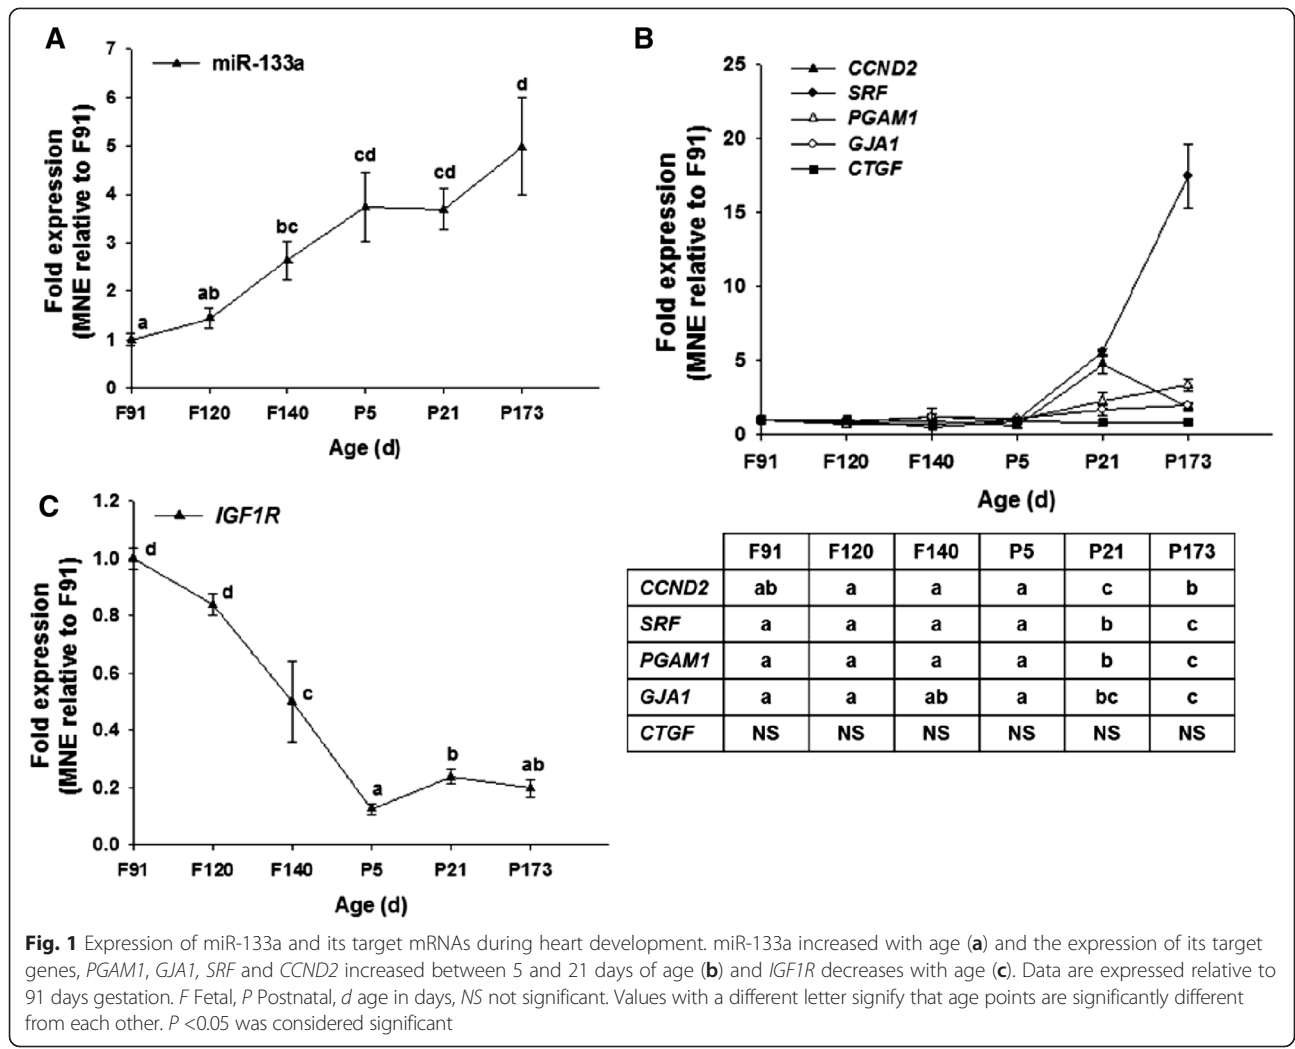 A
7
6
5
4
3
2
1
0
Fold expression
(MNE relative to F91)
miR-133a
a
ab
bc
cd
cd
d
F91 F120 F140 P5 P21 P173
Age (d)
B
25
20
15
10
5
0
Fold expression
(MNE relative to F91)
CCND2
SRF
PGAM1
GJA1
CTGF
F91 F120 F140 P5 P21 P173
Age (d)
F91 F120 F140 P5 P21 P173
CCND2 ab a a a c b
SRF a a a a b c
PGAM1 a a a a b c
GJA1 a a ab a bc c
CTGF NS NS NS NS NS NS
C
1.2
1.0
0.8
0.6
0.4
0.2
0.0
Fold expression
(MNE relative to F91)
IGF1R
d
d
c
a
b
ab
F91 F120 F140 P5 P21 P173
Age (d)
Fig. 1 Expression of miR-133a and its target mRNAs during heart development. miR-133a increased with age (a) and the expression of its target
genes, PGAM1, GJA1, SRF and CCND2 increased between 5 and 21 days of age (b) and IGF1R decreases with age (c). Data are expressed relative to
91 days gestation. F Fetal, P Postnatal, d age in days, NS not significant. Values with a different letter signify that age points are significantly different
from each other. P <0.05 was considered significant